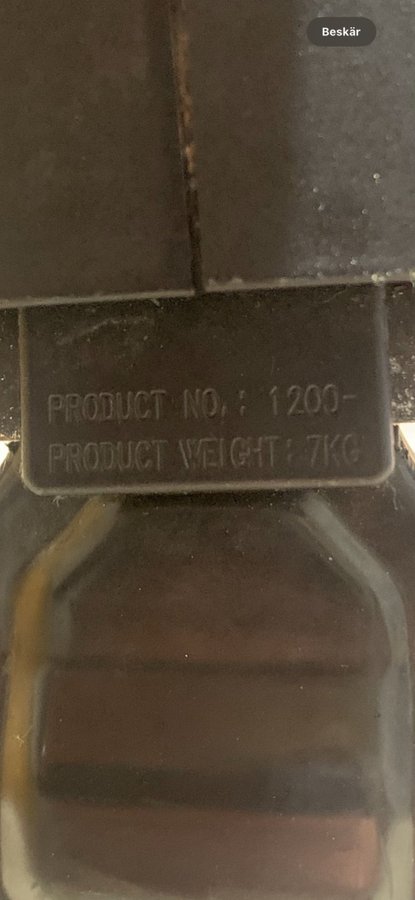 Beskär
PRODUCT NO.: 1200-
PRODUCT WEIGHT: 7KG